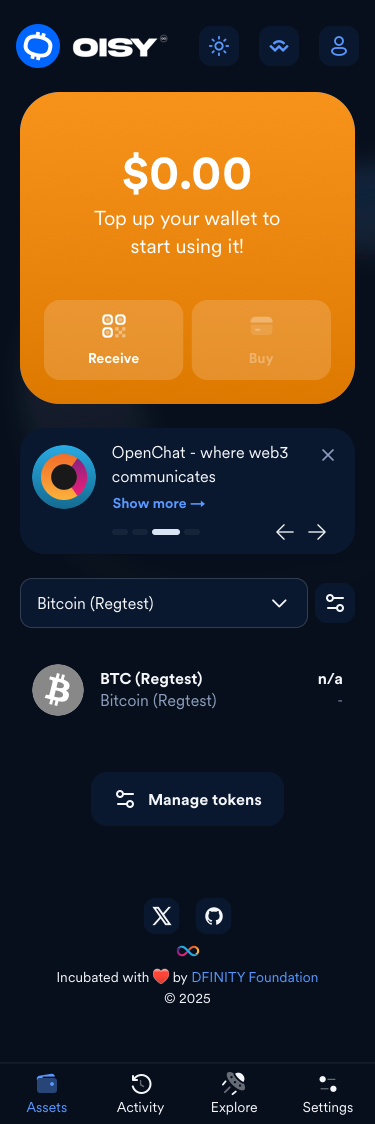 OISY
$0.00
Top up your wallet to
start using it!
Receive
Buy
OpenChat - where web3
communicates
Show more →
Bitcoin (Regtest)
BTC (Regtest)
n/a
Bitcoin (Regtest)
-
Manage tokens
Incubated with ❤️ by DFINITY Foundation
© 2025
Assets
Activity
Explore
Settings